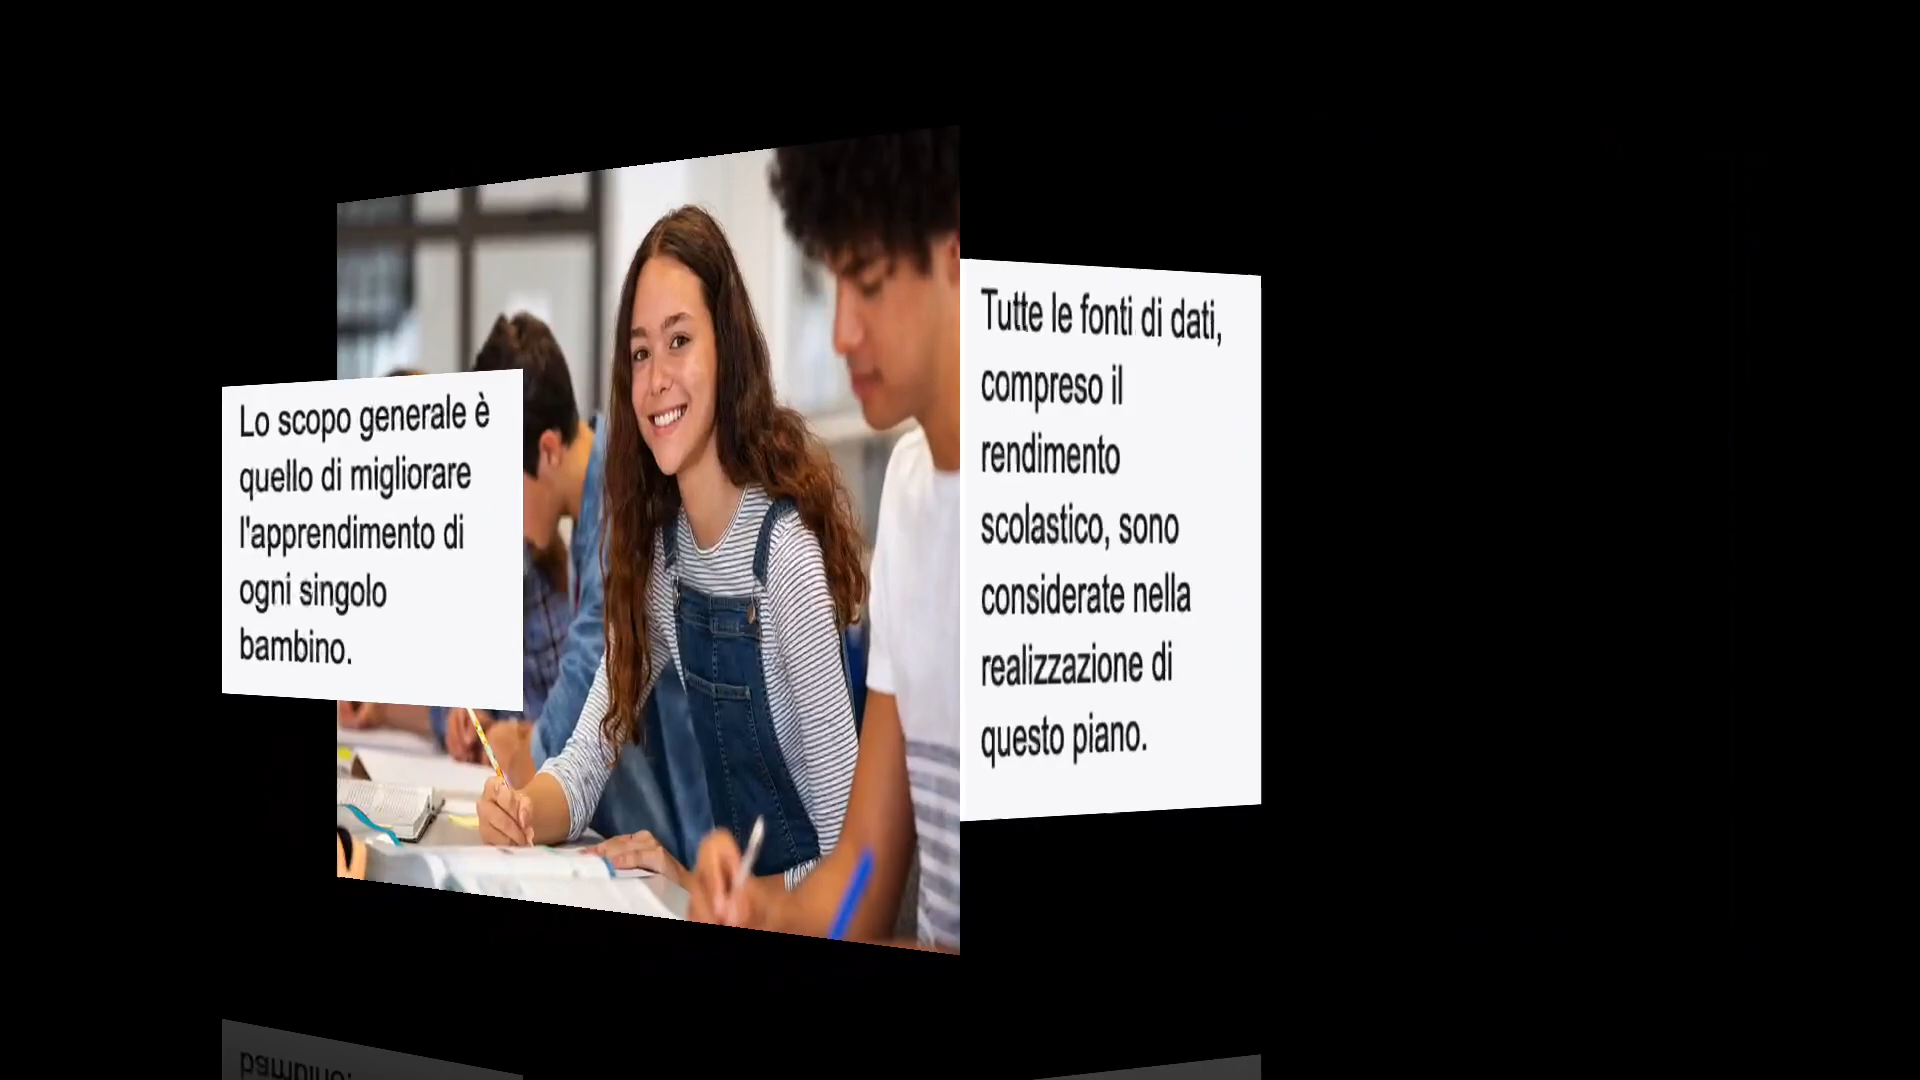 Lo scopo generale è
quello di migliorare
l'apprendimento di
ogni singolo
bambino.
Tutte le fonti di dati,
compreso il
rendimento
scolastico, sono
considerate nella
realizzazione di
questo piano.